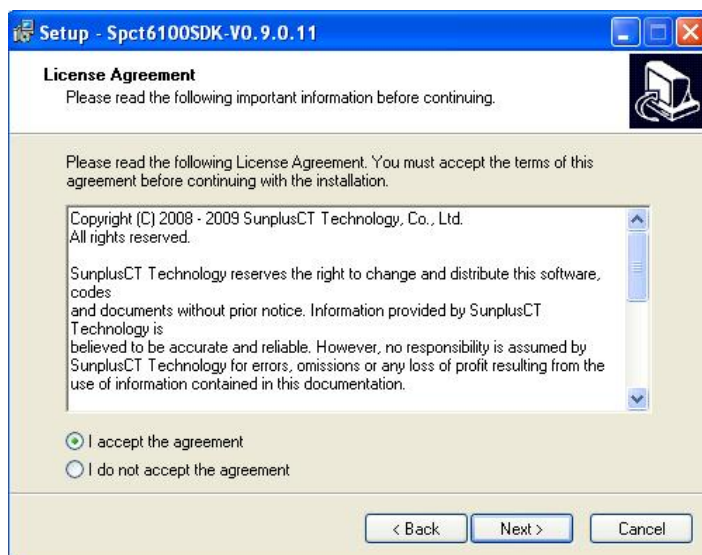 Setup - Spct6100SDK-V0.9.0.11
License Agreement
Please read the following important information before continuing.
Please read the following License Agreement. You must accept the terms of this
agreement before continuing with the installation.
Copyright (C) 2008 - 2009 SunplusCT Technology, Co., Ltd.
All rights reserved.
SunplusCT Technology reserves the right to change and distribute this software,
codes
and documents without prior notice. Information provided by SunplusCT
Technology is
believed to be accurate and reliable. However, no responsibility is assumed by
SunplusCT Technology for errors, omissions or any loss of profit resulting from the
use of information contained in this documentation.
I accept the agreement
I do not accept the agreement
< Back Next > Cancel